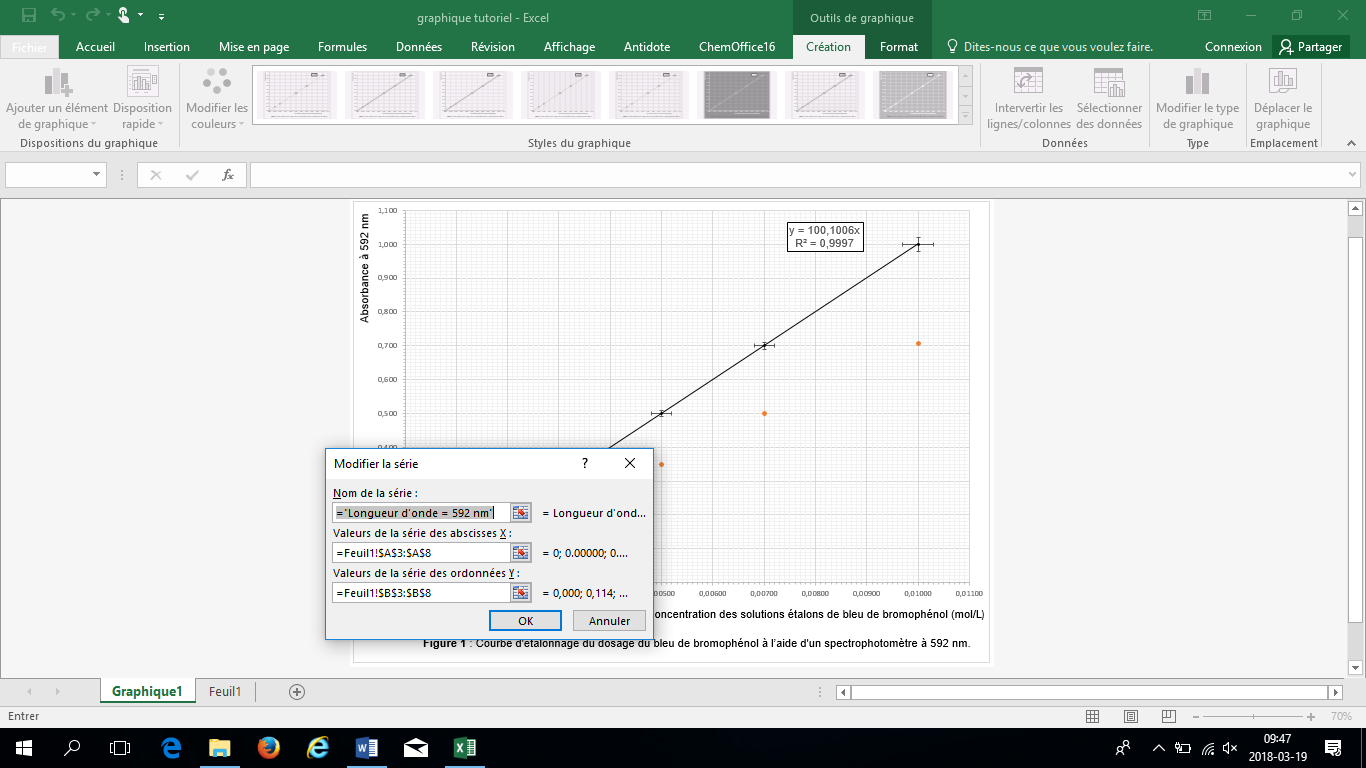 graphique tutoriel - Excel
Outils de graphique
Fichier Accueil Insertion Mise en page Formules Données Révision Affichage Antidote ChemOffice16 Création Format Dites-nous ce que vous voulez faire. Connexion Partager
Ajouter un élément de graphique
Disposition rapide
Modifier les couleurs
Intervertir les lignes/colonnes
Sélectionner des données
Modifier le type de graphique
Déplacer le graphique
Dispositions du graphique Styles du graphique Données Type Emplacement
fx
Absorbance à 592 nm
1,100
1,000
0,900
0,800
0,700
0,600
0,500
0,400
y = 100,1006x
R² = 0,9997
Modifier la série
?
Nom de la série :
="Longueur d'onde = 592 nm" = Longueur d'ond...
Valeurs de la série des abscisses X :
=Feuil1!$A$3:$A$8 = 0; 0.00000; 0....
Valeurs de la série des ordonnées Y :
=Feuil1!$B$3:$B$8 = 0,000; 0,114; ...
OK Annuler
00500 0,00600 0,00700 0,00800 0,00900 0,01000 0,01100
oncentration des solutions étalons de bleu de bromophénol (mol/L)
Figure 1 : Courbe d'étalonnage du dosage du bleu de bromophénol à l'aide d'un spectrophotomètre à 592 nm.
Graphique1 Feuil1
Entrer
70%
09:47
2018-03-19